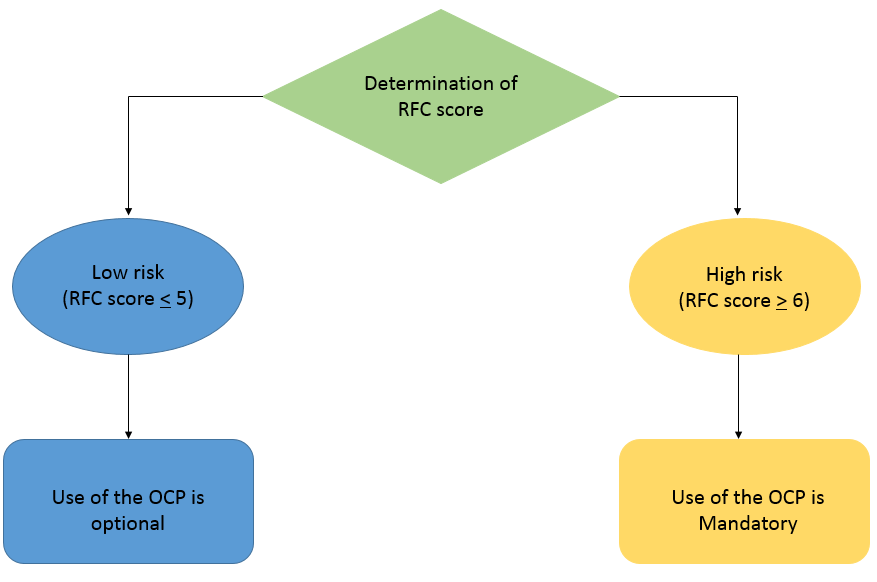 Determination of
RFC score
Low risk
(RFC score ≤ 5)
High risk
(RFC score ≥ 6)
Use of the OCP is
optional
Use of the OCP is
Mandatory